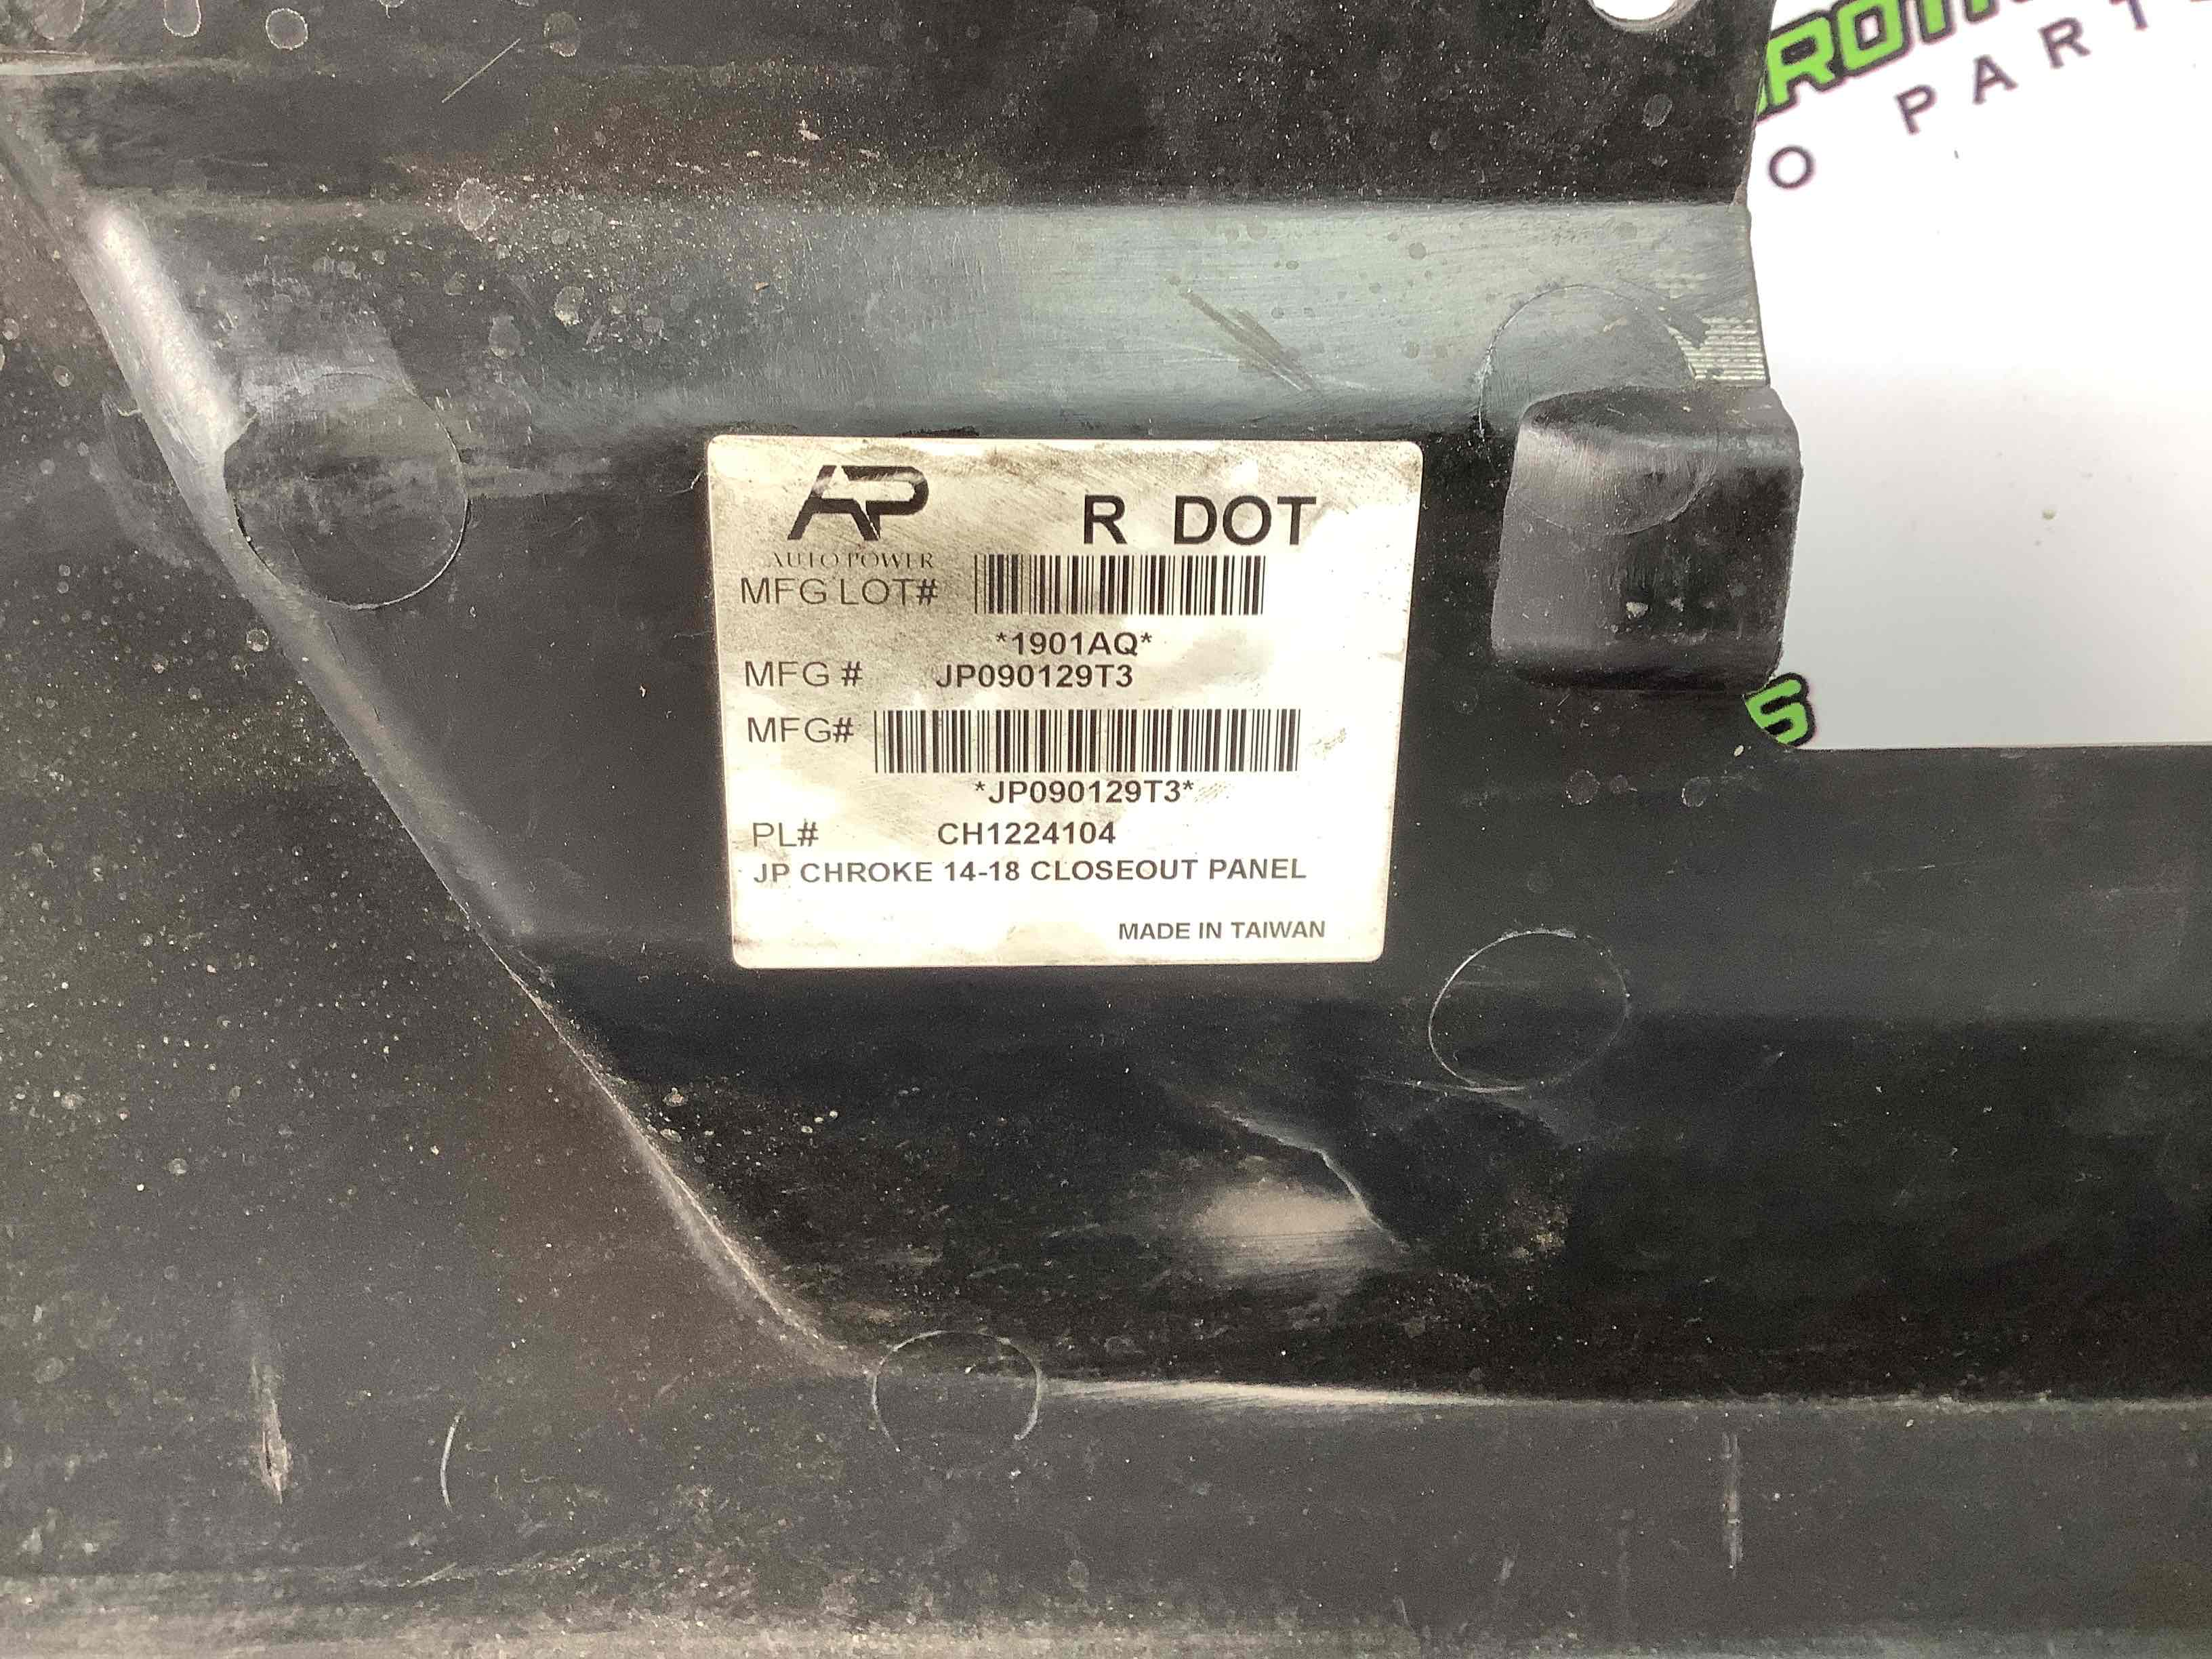 PART
O
AP
R DOT
AUTO POWER
MFG LOT#
*1901AQ*
MFG # JP090129T3
MFG#
*JP090129T3*
PL# CH1224104
JP CHROKE 14-18 CLOSEOUT PANEL
MADE IN TAIWAN